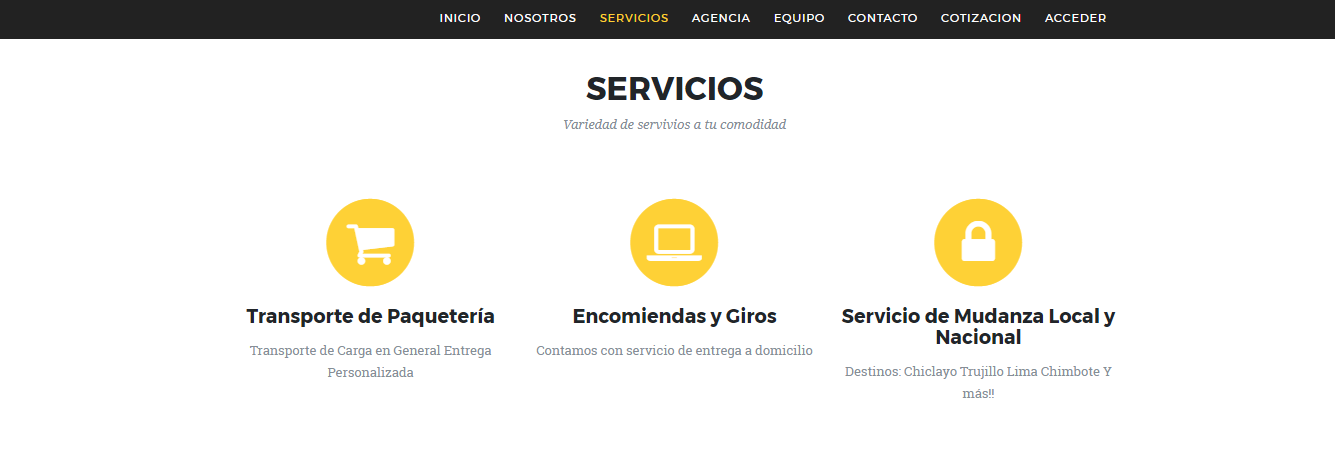 INICIO NOSOTROS SERVICIOS AGENCIA EQUIPO CONTACTO COTIZACION ACCEDER
SERVICIOS
Variedad de servivios a tu comodidad
Transporte de Paquetería
Transporte de Carga en General Entrega
Personalizada
Encomiendas y Giros
Contamos con servicio de entrega a domicilio
Servicio de Mudanza Local y
Nacional
Destinos: Chiclayo Trujillo Lima Chimbote Y
más!!